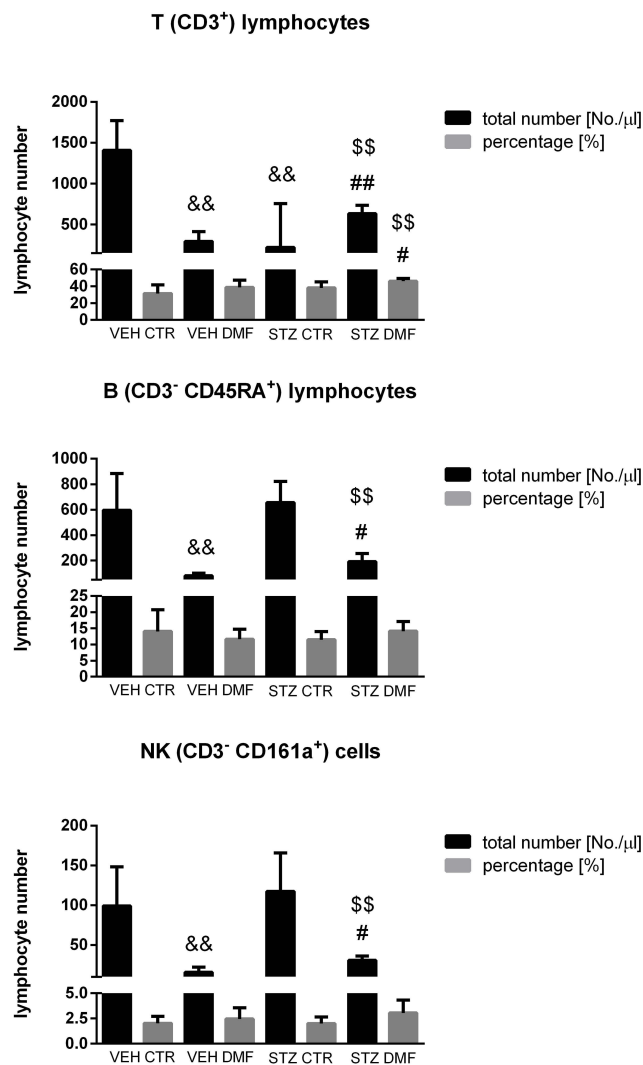 T (CD3⁺) lymphocytes
lymphocyte number
2000
1500
1000
500
60
40
20
0
&&
&&
$$
##
$$
#
VEH CTR VEH DMF STZ CTR STZ DMF
total number [No./µl]
percentage [%]
B (CD3⁻ CD45RA⁺) lymphocytes
lymphocyte number
1000
800
600
400
200
25
20
15
10
5
0
&&
$$
#
VEH CTR VEH DMF STZ CTR STZ DMF
total number [No./µl]
percentage [%]
NK (CD3⁻ CD161a⁺) cells
lymphocyte number
200
150
100
50
5.0
2.5
0.0
&&
$$
#
VEH CTR VEH DMF STZ CTR STZ DMF
total number [No./µl]
percentage [%]